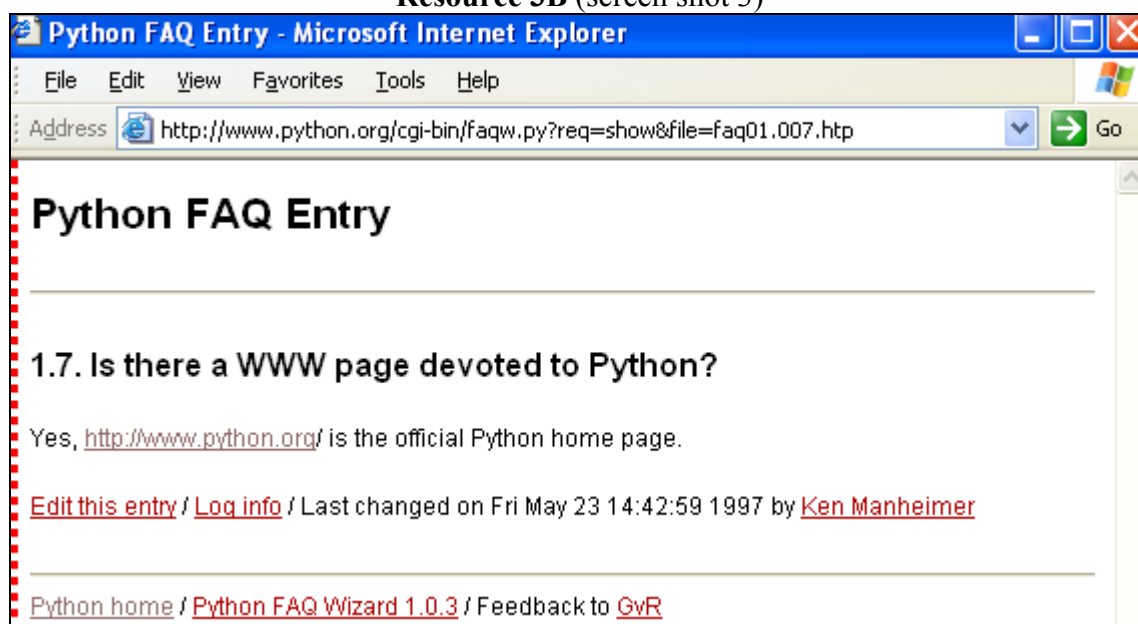 Resource 3B (screen shot 3)
Python FAQ Entry - Microsoft Internet Explorer
File Edit View Favorites Tools Help
Address http://www.python.org/cgi-bin/faqw.py?req=show&file=faq01.007.htp Go
Python FAQ Entry
1.7. Is there a WWW page devoted to Python?
Yes, http://www.python.org/ is the official Python home page.
Edit this entry / Log info / Last changed on Fri May 23 14:42:59 1997 by Ken Manheimer
Python home / Python FAQ Wizard 1.0.3 / Feedback to GvR